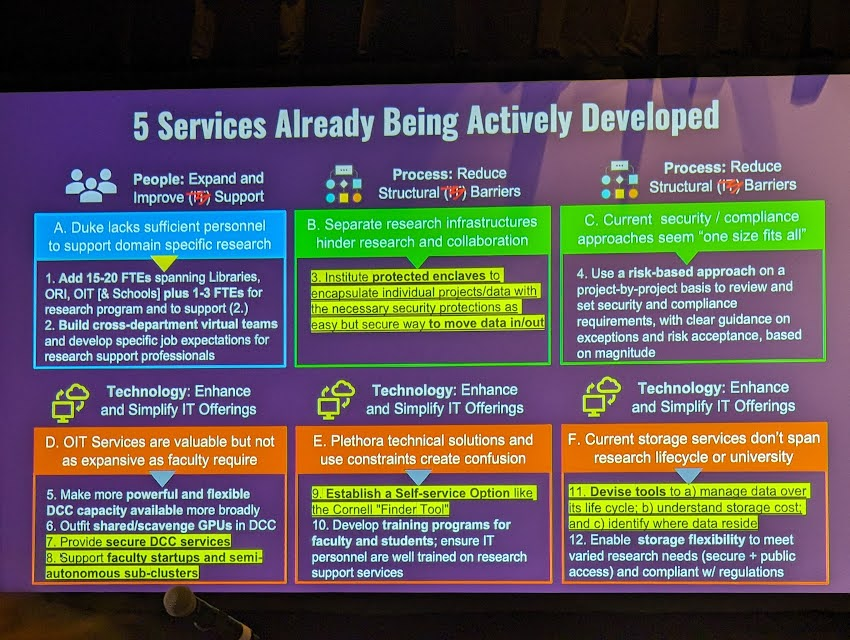 5 Services Already Being Actively Developed
People: Expand and
Improve (IT) Support
A. Duke lacks sufficient personnel
to support domain specific research
1. Add 15-20 FTEs spanning Libraries,
ORI, OIT [& Schools] plus 1-3 FTEs for
research program and to support (2.)
2. Build cross-department virtual teams
and develop specific job expectations for
research support professionals
Process: Reduce
Structural (IT) Barriers
B. Separate research infrastructures
hinder research and collaboration
3. Institute protected enclaves to
encapsulate individual projects/data with
the necessary security protections as
easy but secure way to move data in/out
Process: Reduce
Structural (IT) Barriers
C. Current security / compliance
approaches seem "one size fits all"
4. Use a risk-based approach on a
project-by-project basis to review and
set security and compliance
requirements, with clear guidance on
exceptions and risk acceptance, based
on magnitude
Technology: Enhance
and Simplify IT Offerings
D. OIT Services are valuable but not
as expansive as faculty require
5. Make more powerful and flexible
DCC capacity available more broadly
6. Outfit shared/scavenge GPUs in DCC
7. Provide secure DCC services
8. Support faculty startups and semi-
autonomous sub-clusters
Technology: Enhance
and Simplify IT Offerings
E. Plethora technical solutions and
use constraints create confusion
9. Establish a Self-service Option like
the Cornell "Finder Tool"
10. Develop training programs for
faculty and students; ensure IT
personnel are well trained on research
support services
Technology: Enhance
and Simplify IT Offerings
F. Current storage services don't span
research lifecycle or university
11. Devise tools to a) manage data over
its life cycle; b) understand storage cost;
and c) identify where data reside
12. Enable storage flexibility to meet
varied research needs (secure + public
access) and compliant w/ regulations